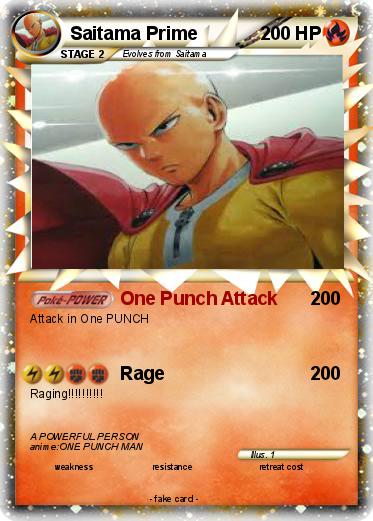 Saitama Prime 200 HP
STAGE 2 Evolves from Saitama
Poké-POWER One Punch Attack 200
Attack in One PUNCH
Rage 200
Raging!!!!!!!!!!
A POWERFUL PERSON
anime:ONE PUNCH MAN
Illus. 1
weakness resistance retreat cost
- fake card -